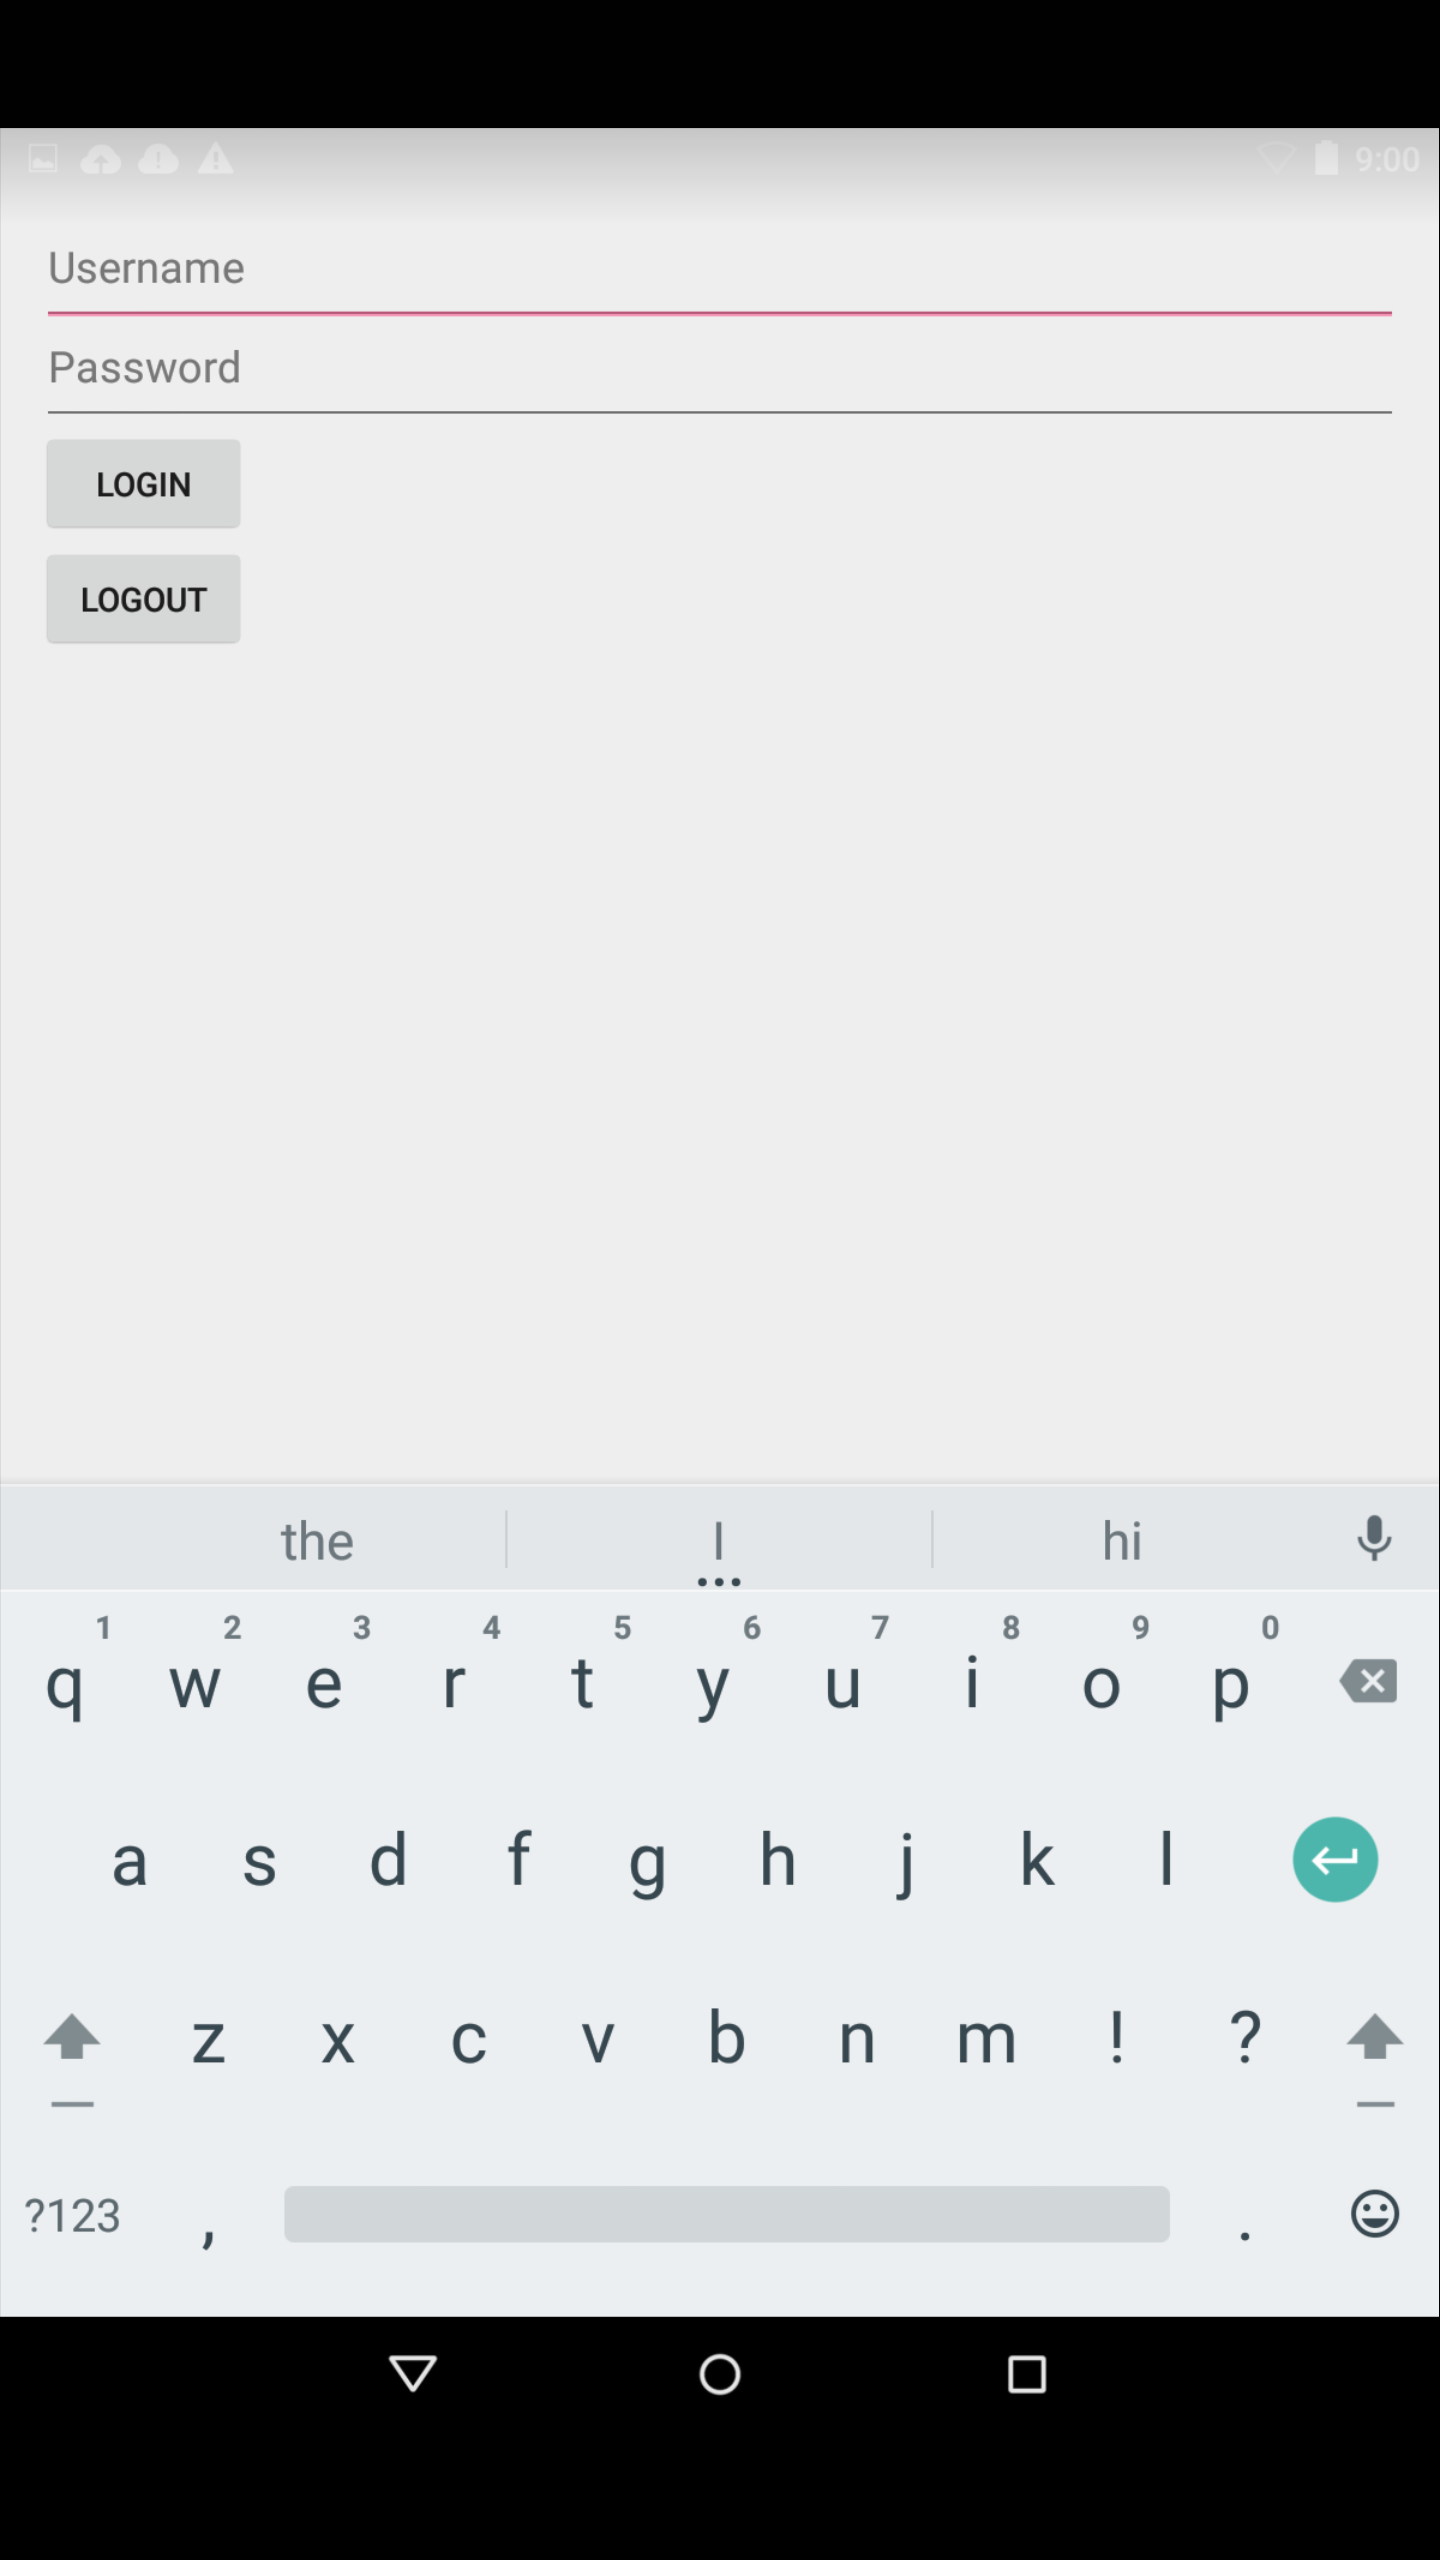 9:00
Username
Password
LOGIN
LOGOUT
the I hi
1 2 3 4 5 6 7 8 9 0
q w e r t y u i o p
a s d f g h j k l
z x c v b n m ! ?
?123 , .